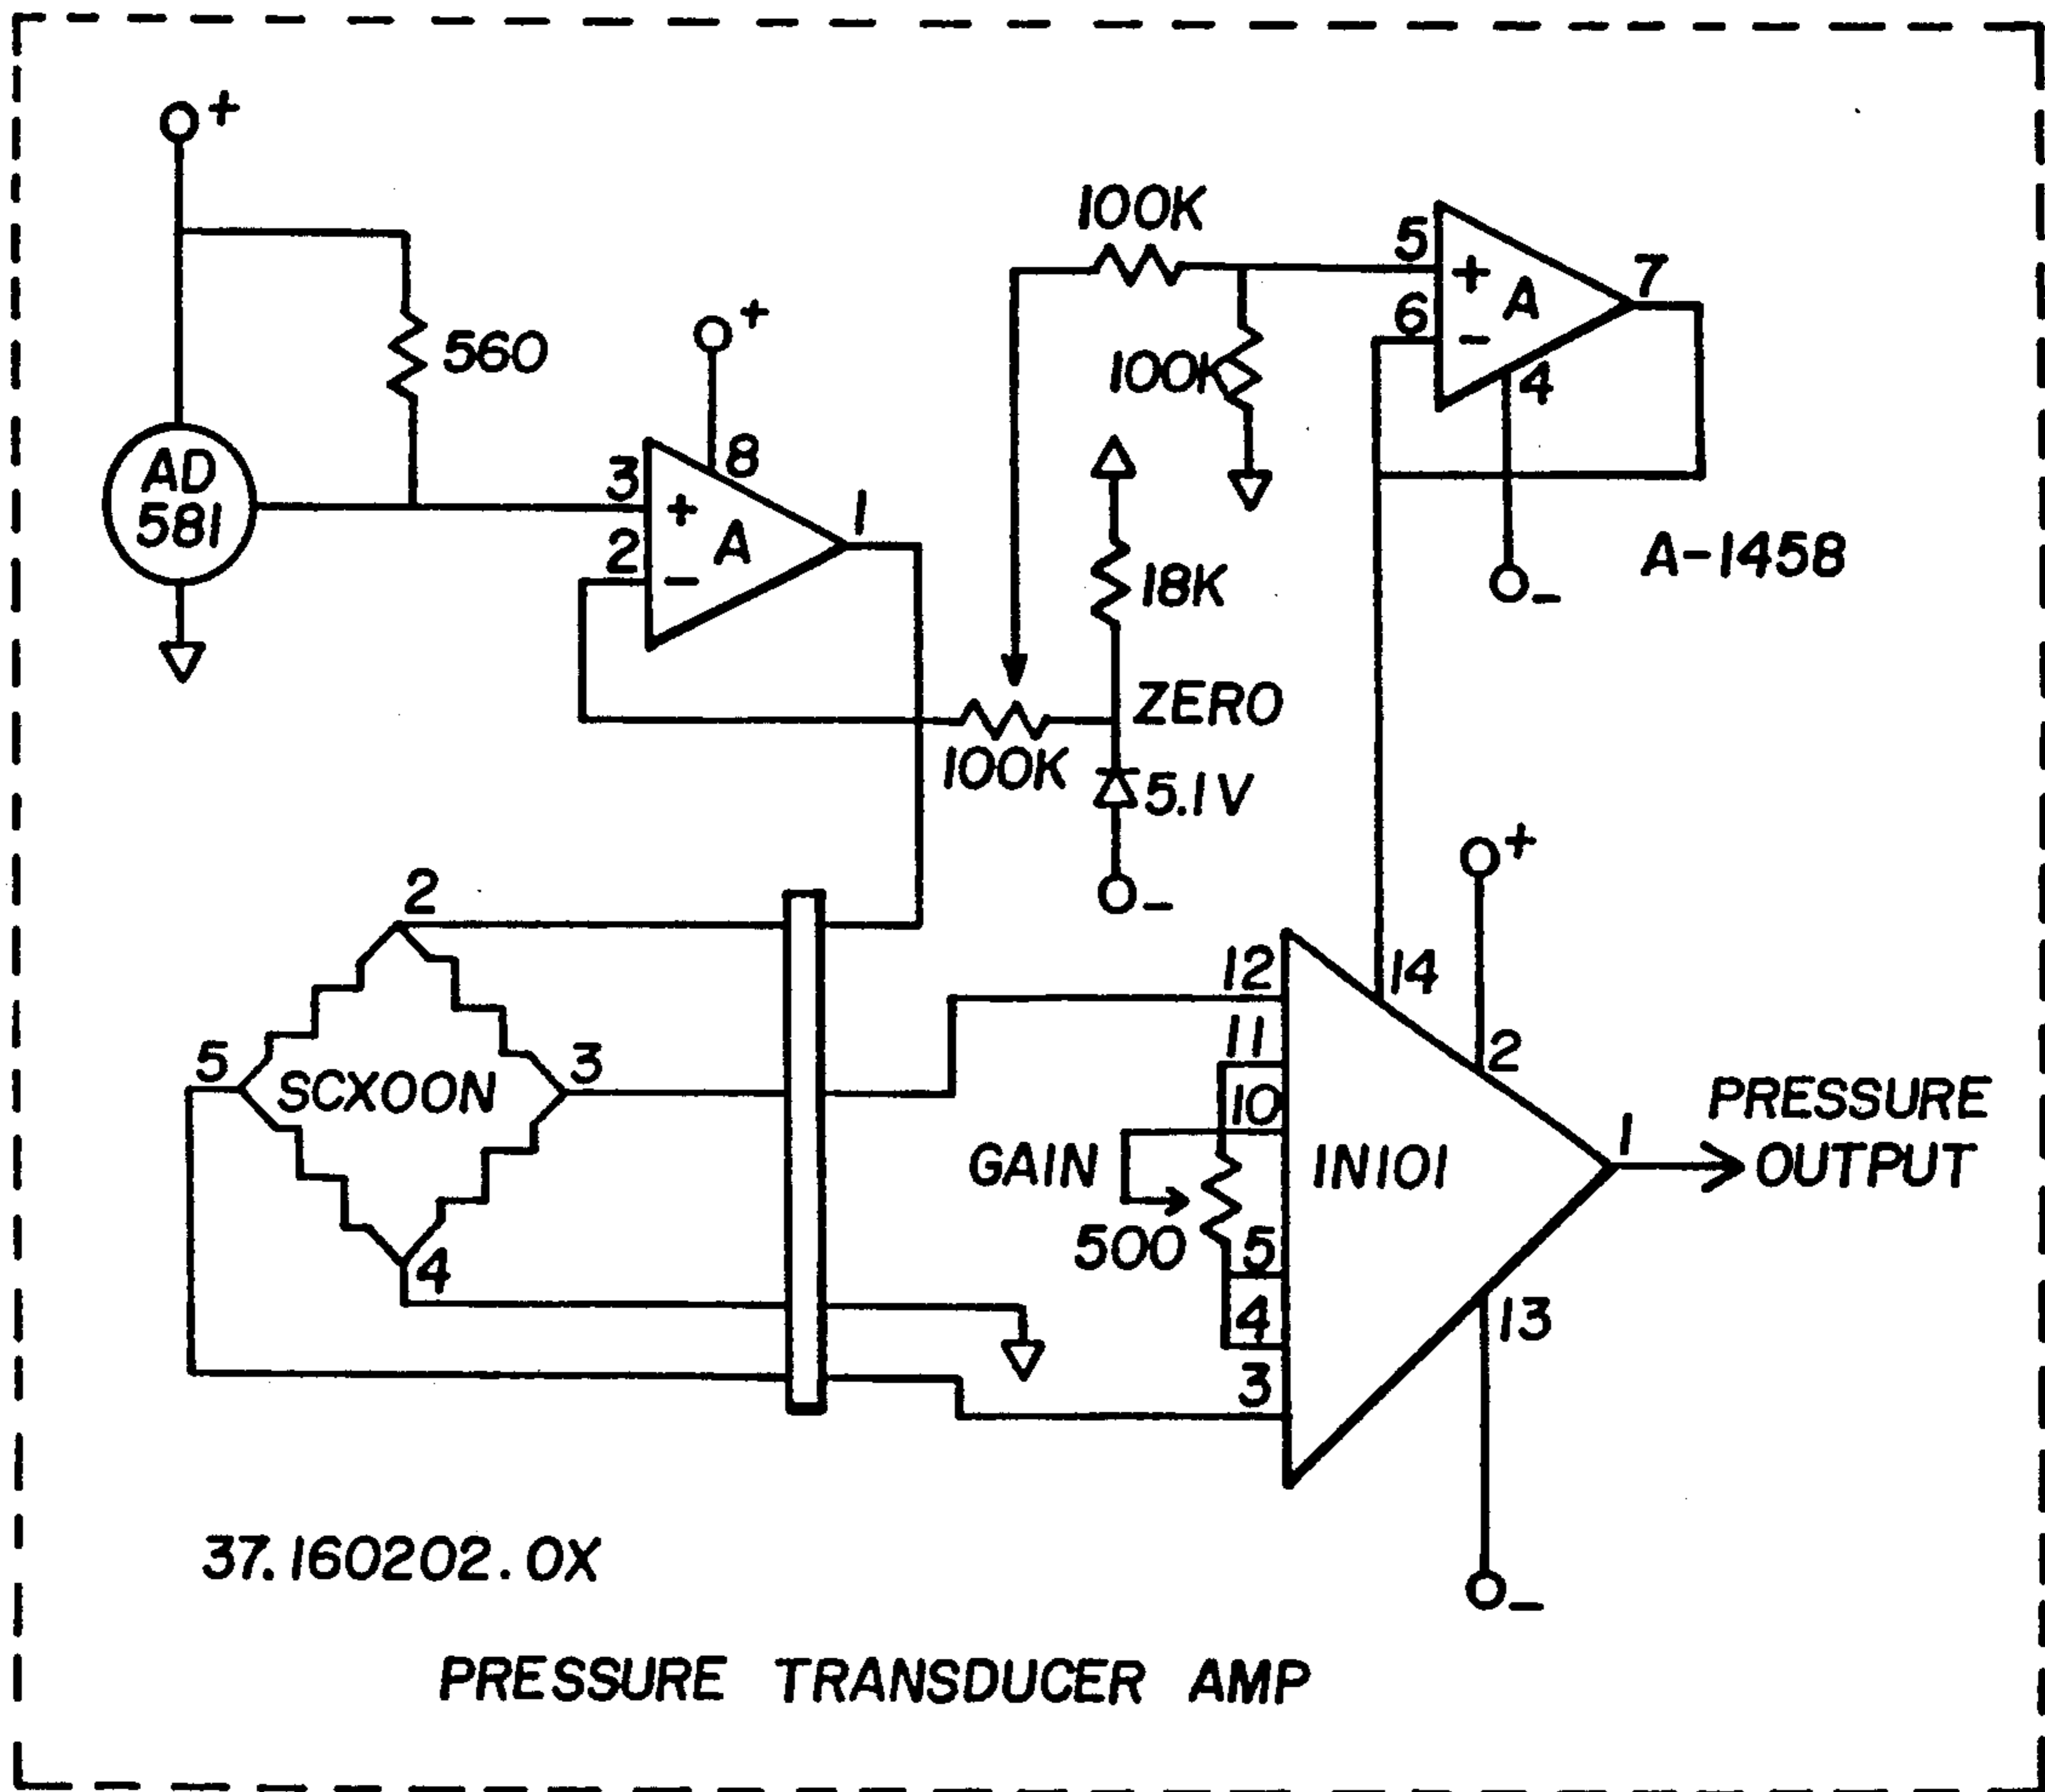 +
100K
5
+
A
7
6
-
100K
4
560
+
AD
581
3
8
+
A
1
2
-
A-1458
-
18K
ZERO
100K
5.1V
-
+
2
12
14
11
2
5
SCXOON
3
10
GAIN
IN101
1
PRESSURE
OUTPUT
500
5
4
4
13
3
-
37.160202.0X
PRESSURE TRANSDUCER AMP